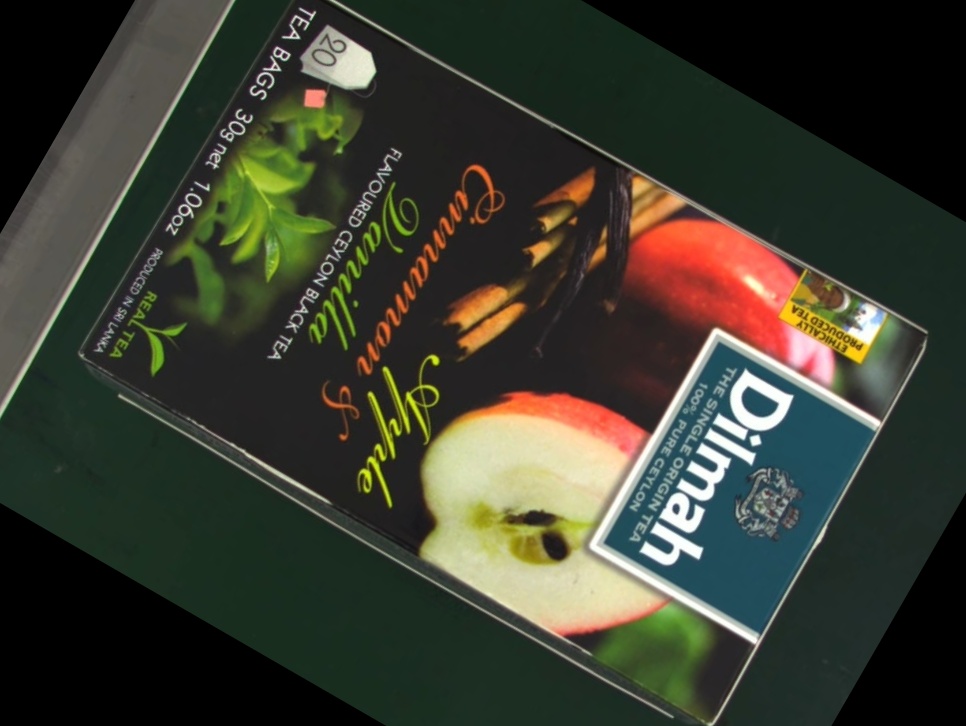 ETHICALLY
PRODUCED TEA
Dilmah
THE SINGLE ORIGIN TEA
100% PURE CEYLON
Cinnamon &
Vanilla
Apple
FLAVOURED CEYLON BLACK TEA
20
TEA BAGS 30g net 1.06oz
REAL TEA
PRODUCED IN SRI LANKA